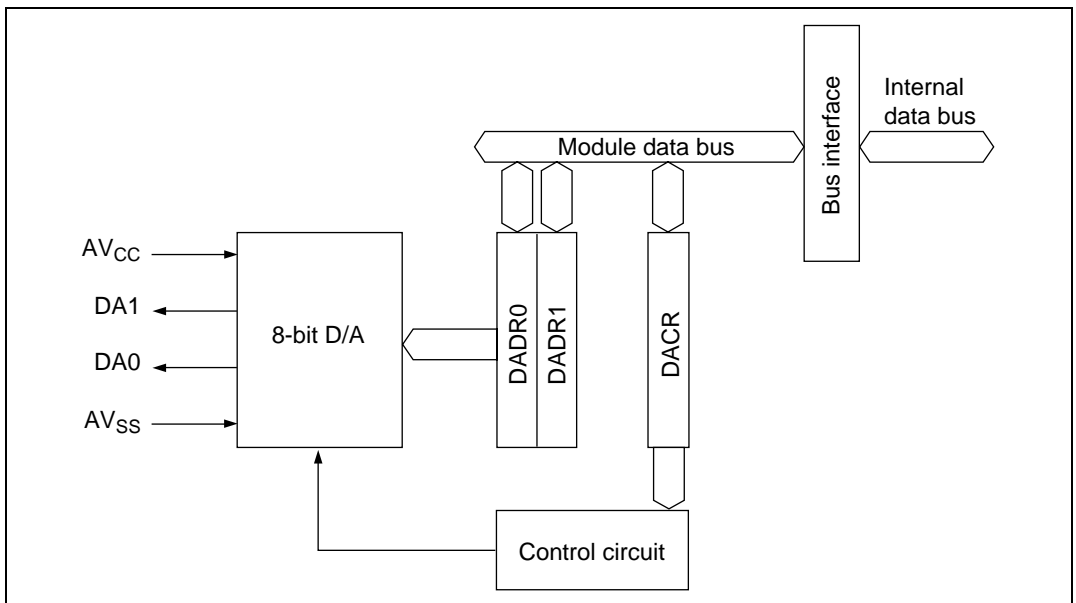 Internal
data bus
Bus interface
Module data bus
AVCC
DA1
DA0
AVSS
8-bit D/A
DADR0
DADR1
DACR
Control circuit